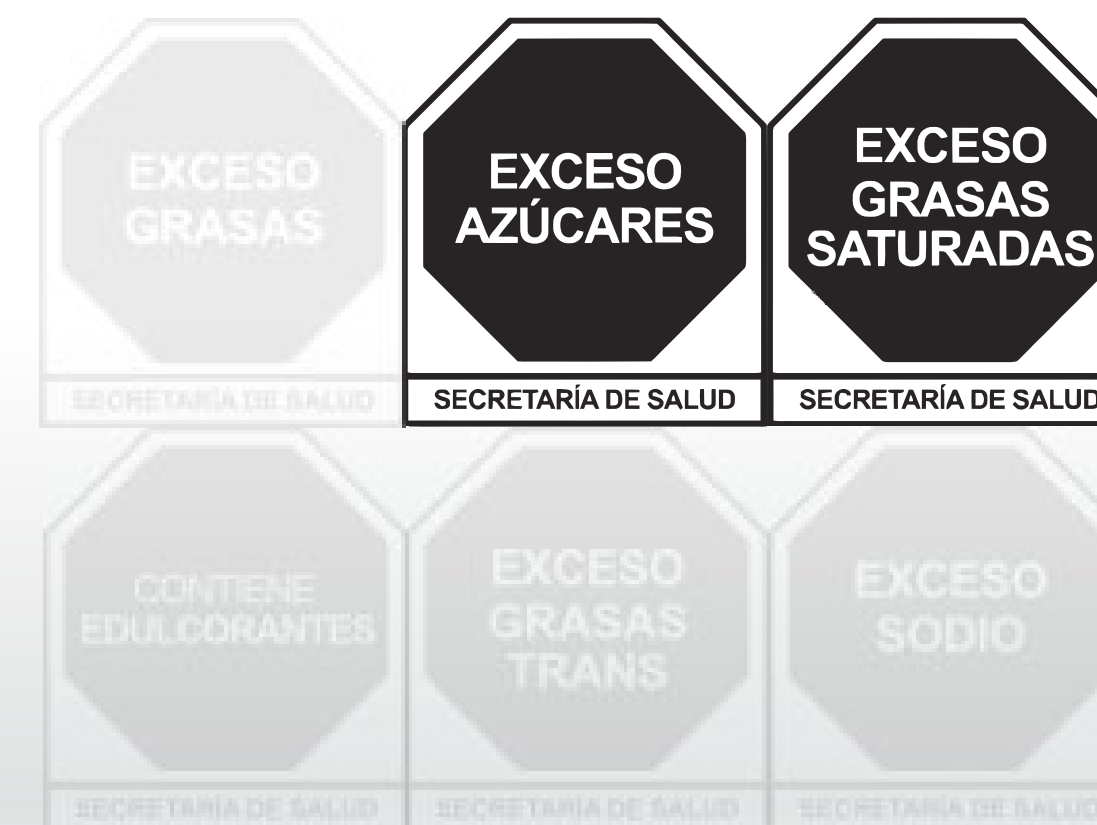 EXCESO
GRASAS
SECRETARÍA DE SALUD
EXCESO
AZÚCARES
SECRETARÍA DE SALUD
EXCESO
GRASAS
SATURADAS
SECRETARÍA DE SALUD
CONTIENE
EDULCORANTES
SECRETARÍA DE SALUD
EXCESO
GRASAS
TRANS
SECRETARÍA DE SALUD
EXCESO
SODIO
SECRETARÍA DE SALUD